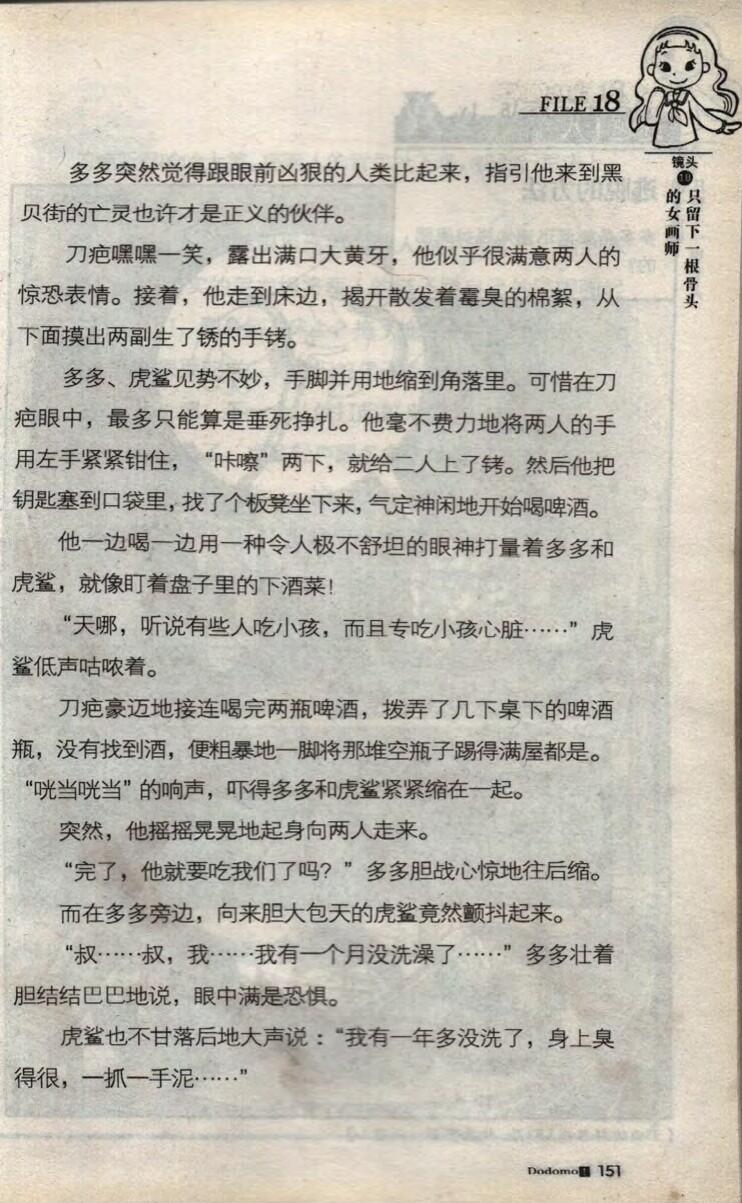 FILE 18
镜头
18
只留下一根骨头
的女画师
多多突然觉得跟眼前凶狠的人类比起来，指引他来到黑
贝街的亡灵也许才是正义的伙伴。
刀疤嘿嘿一笑，露出满口大黄牙，他似乎很满意两人的
惊恐表情。接着，他走到床边，揭开散发着霉臭的棉絮，从
下面摸出两副生了锈的手铐。
多多、虎鲨见势不妙，手脚并用地缩到角落里。可惜在刀
疤眼中，最多只能算是垂死挣扎。他毫不费力地将两人的手
用左手紧紧钳住，“咔嚓”两下，就给二人上了铐。然后他把
钥匙塞到口袋里，找了个板凳坐下来，气定神闲地开始喝啤酒。
他一边喝一边用一种令人极不舒坦的眼神打量着多多和
虎鲨，就像盯着盘子里的下酒菜！
“天哪，听说有些人吃小孩，而且专吃小孩心脏……”虎
鲨低声咕哝着。
刀疤豪迈地接连喝完两瓶啤酒，拨弄了几下桌下的啤酒
瓶，没有找到酒，便粗暴地一脚将那堆空瓶子踢得满屋都是。
“咣当咣当”的响声，吓得多多和虎鲨紧紧缩在一起。
突然，他摇摇晃晃地起身向两人走来。
“完了，他就要吃我们了吗？”多多胆战心惊地往后缩。
而在多多旁边，向来胆大包天的虎鲨竟然颤抖起来。
“叔……叔，我……我有一个月没洗澡了……”多多壮着
胆结结巴巴地说，眼中满是恐惧。
虎鲨也不甘落后地大声说：“我有一年多没洗了，身上臭
得很，一抓一手泥……”
Dodomo! 151